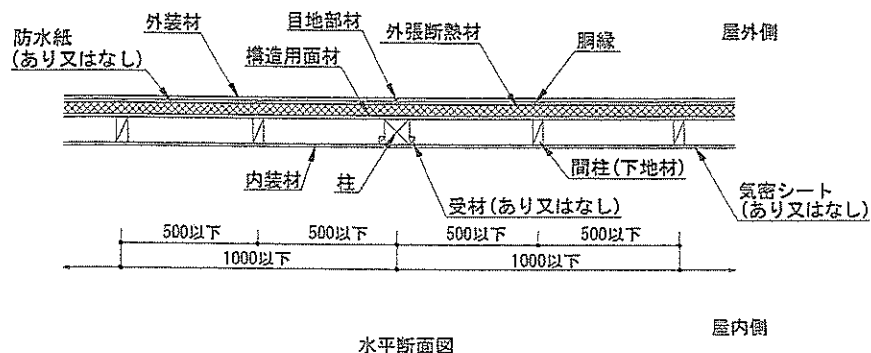 外装材
目地部材
外張断熱材
屋外側
防水紙
(あり又はなし)
構造用面材
胴縁
内装材
柱
間柱(下地材)
受材(あり又はなし)
気密シート
(あり又はなし)
500以下
500以下
500以下
500以下
1000以下
1000以下
屋内側
水平断面図